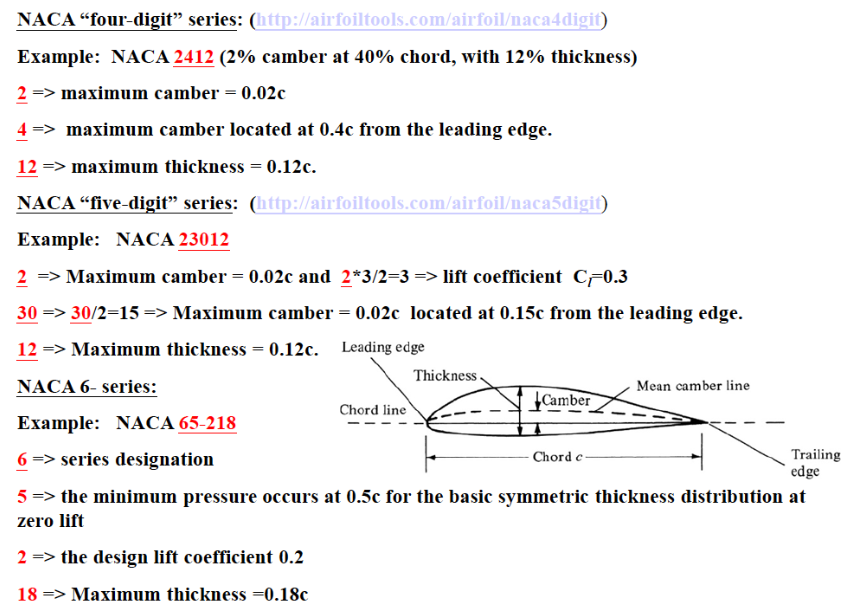 NACA “four-digit” series: (http://airfoiltools.com/airfoil/naca4digit)
Example: NACA 2412 (2% camber at 40% chord, with 12% thickness)
2 => maximum camber = 0.02c
4 => maximum camber located at 0.4c from the leading edge.
12 => maximum thickness = 0.12c.
NACA “five-digit” series: (http://airfoiltools.com/airfoil/naca5digit)
Example: NACA 23012
2 => Maximum camber = 0.02c and 2*3/2=3 => lift coefficient Cl=0.3
30 => 30/2=15 => Maximum camber = 0.02c located at 0.15c from the leading edge.
12 => Maximum thickness = 0.12c.
Leading edge
Thickness
Mean camber line
Camber
Chord line
Chord c
Trailing
edge
NACA 6- series:
Example: NACA 65-218
6 => series designation
5 => the minimum pressure occurs at 0.5c for the basic symmetric thickness distribution at
zero lift
2 => the design lift coefficient 0.2
18 => Maximum thickness =0.18c